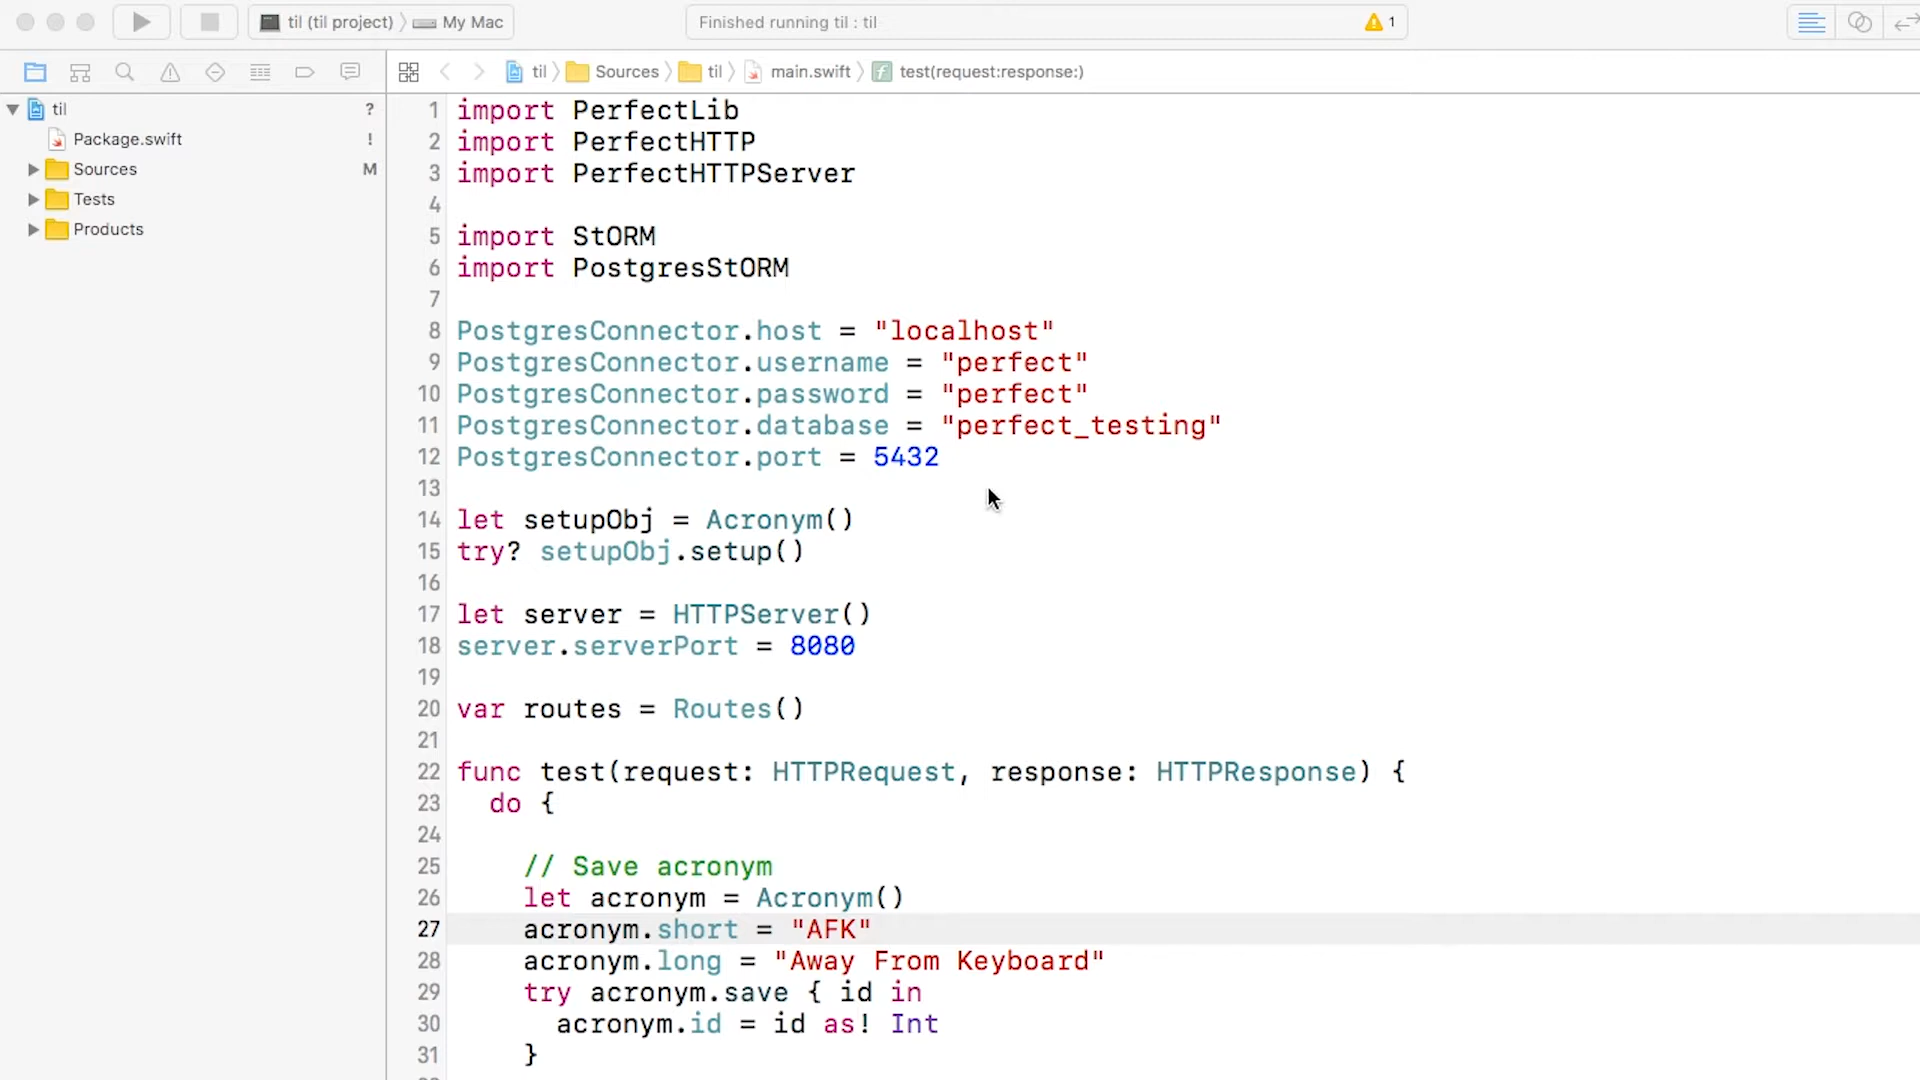 til (til project) My Mac
Finished running til : til
1
til Sources til main.swift test(request:response:)
til ?
Package.swift !
Sources M
Tests
Products
1 import PerfectLib
2 import PerfectHTTP
3 import PerfectHTTPServer
4
5 import StORM
6 import PostgresStORM
7
8 PostgresConnector.host = "localhost"
9 PostgresConnector.username = "perfect"
10 PostgresConnector.password = "perfect"
11 PostgresConnector.database = "perfect_testing"
12 PostgresConnector.port = 5432
13
14 let setupObj = Acronym()
15 try? setupObj.setup()
16
17 let server = HTTPServer()
18 server.serverPort = 8080
19
20 var routes = Routes()
21
22 func test(request: HTTPRequest, response: HTTPResponse) {
23 do {
24
25 // Save acronym
26 let acronym = Acronym()
27 acronym.short = "AFK"
28 acronym.long = "Away From Keyboard"
29 try acronym.save { id in
30 acronym.id = id as! Int
31 }